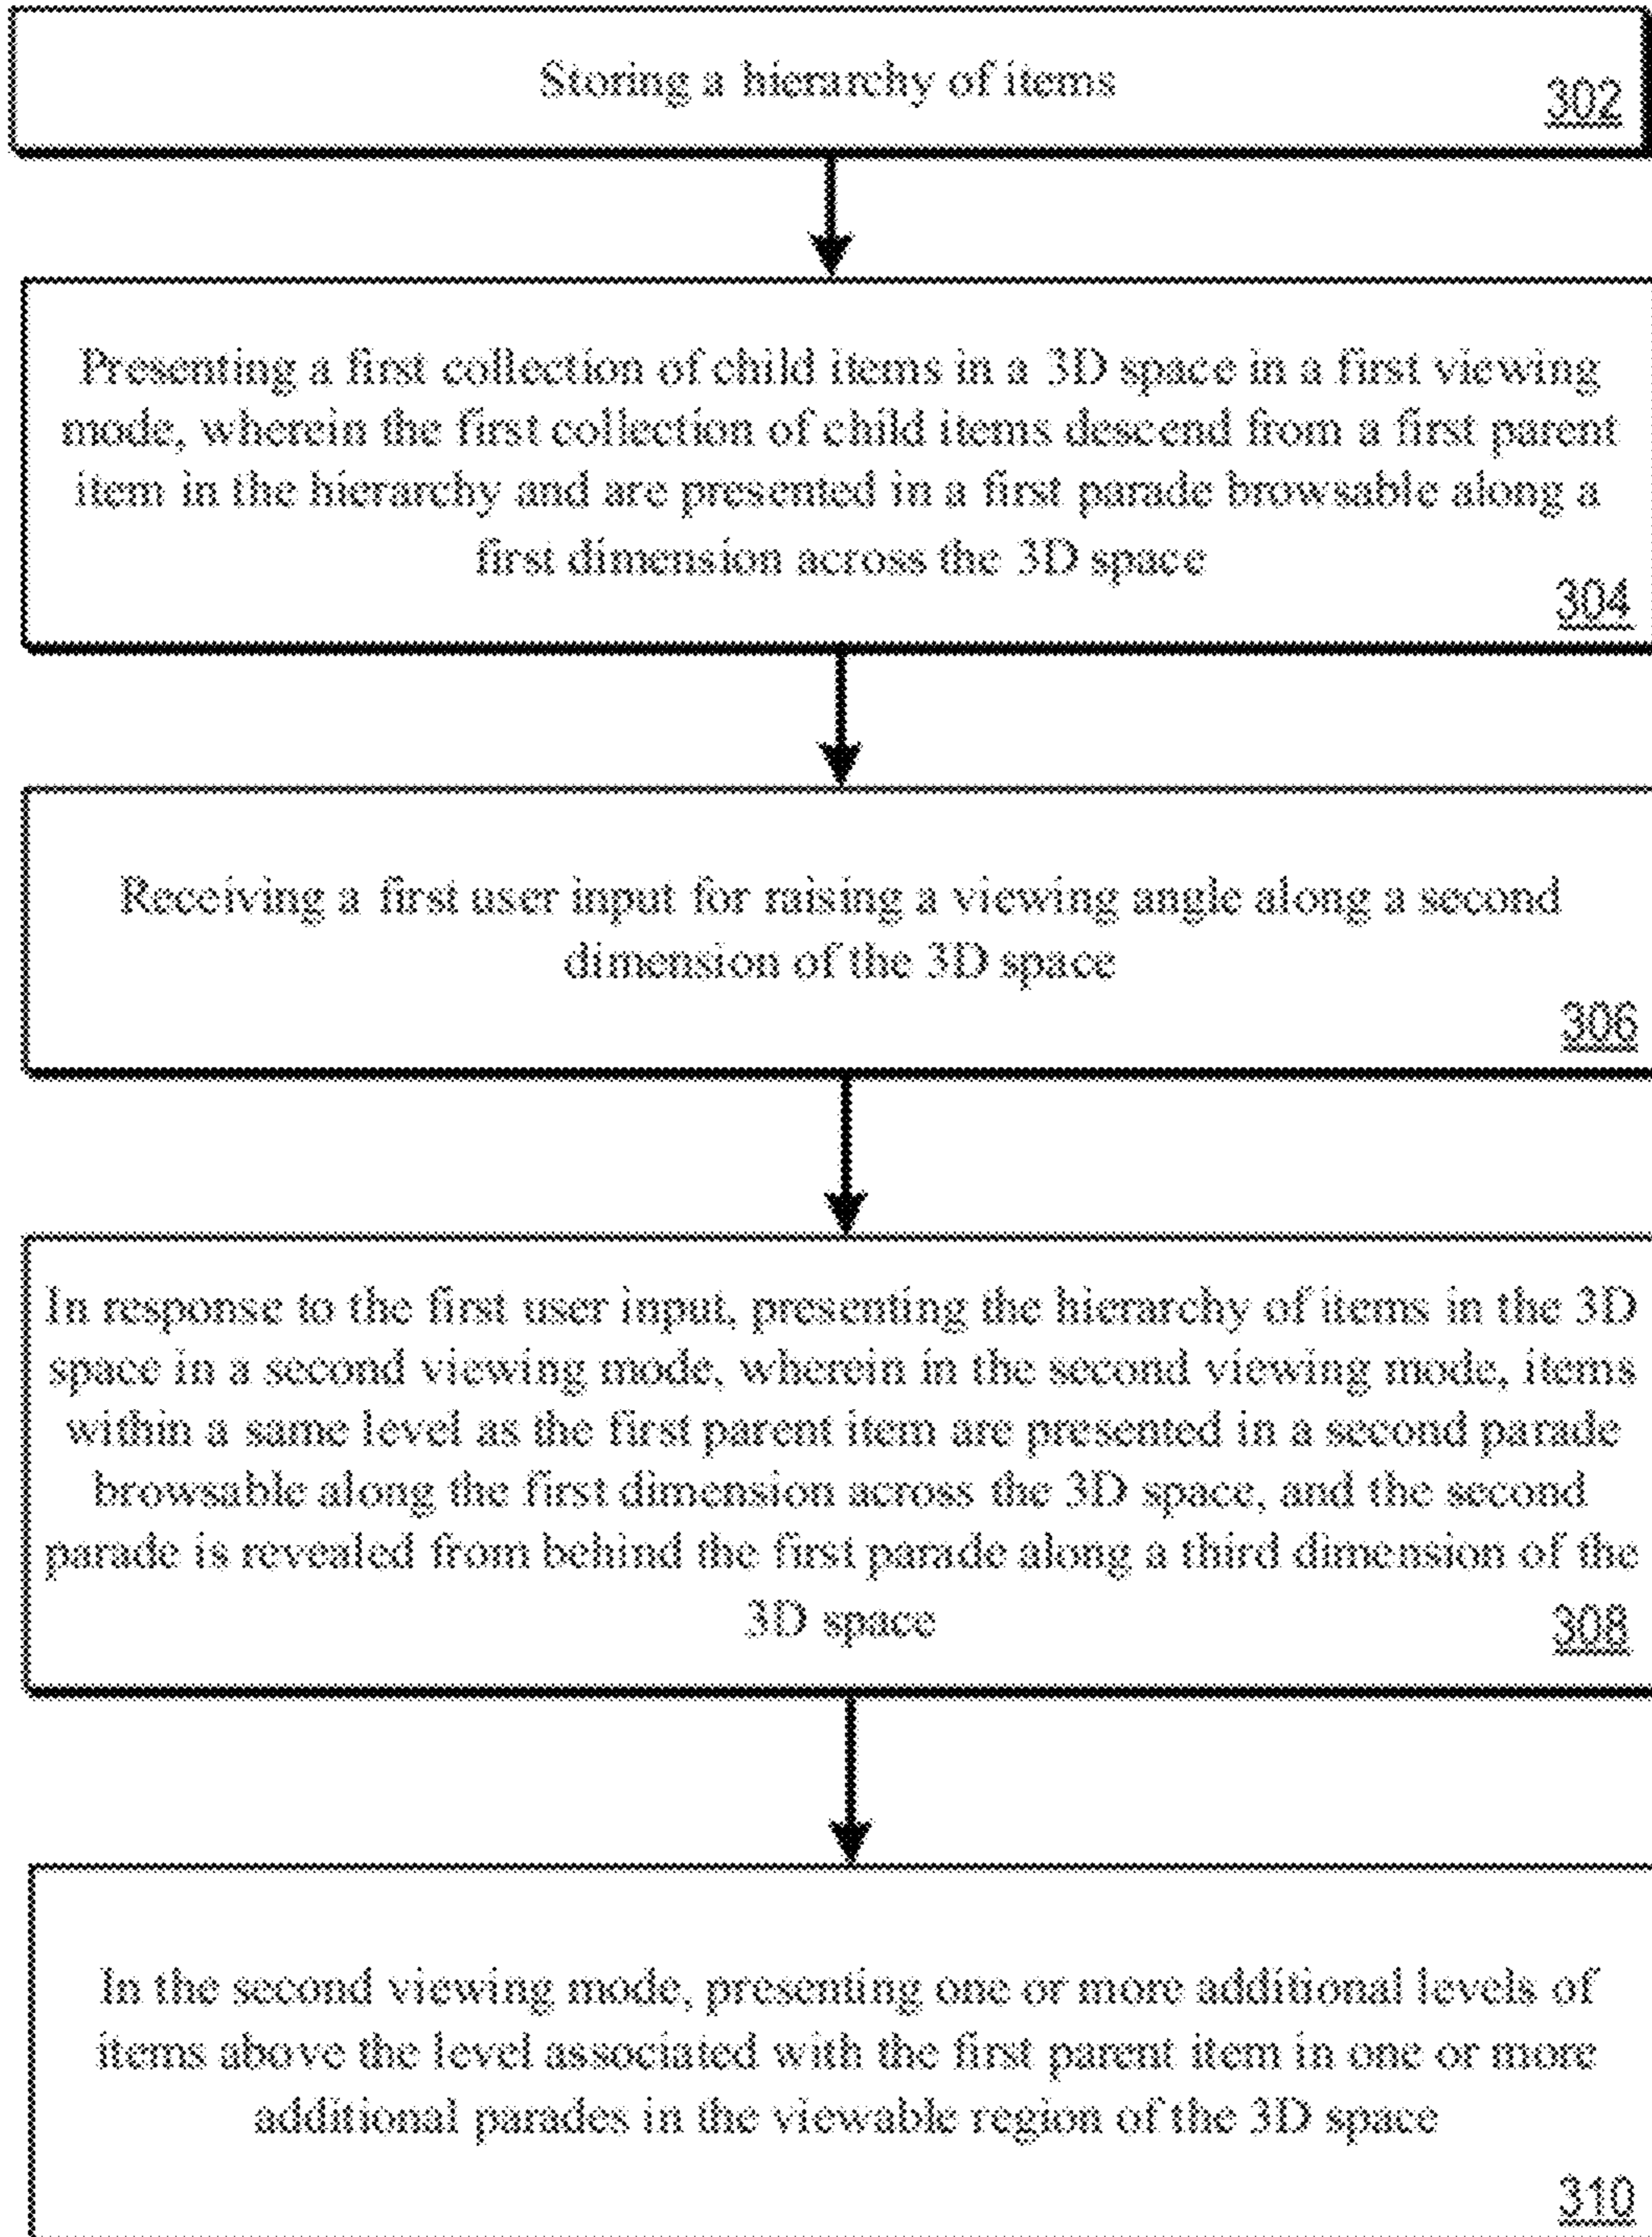 Storing a hierarchy of items
302
Presenting a first collection of child items in a 3D space in a first viewing
mode, wherein the first collection of child items descend from a first parent
item in the hierarchy and are presented in a first parade browsable along a
first dimension across the 3D space
304
Receiving a first user input for raising a viewing angle along a second
dimension of the 3D space
306
In response to the first user input, presenting the hierarchy of items in the 3D
space in a second viewing mode, wherein in the second viewing mode, items
within a same level as the first parent item are presented in a second parade
browsable along the first dimension across the 3D space, and the second
parade is revealed from behind the first parade along a third dimension of the
3D space
308
In the second viewing mode, presenting one or more additional levels of
items above the level associated with the first parent item in one or more
additional parades in the viewable region of the 3D space
310